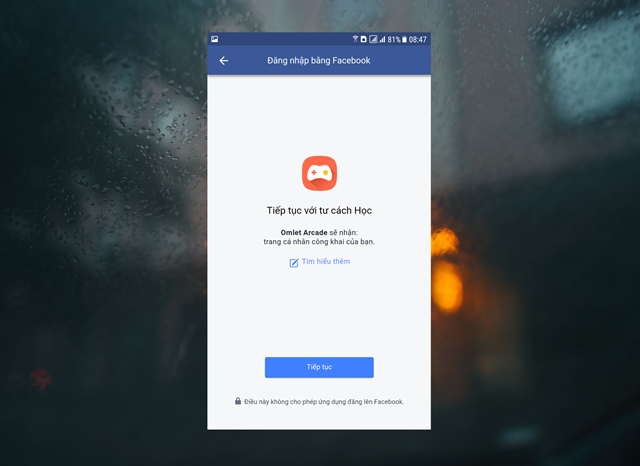 81% 08:47
Đăng nhập bằng Facebook
Tiếp tục với tư cách Học
Omlet Arcade sẽ nhận:
trang cá nhân công khai của bạn.
Tìm hiểu thêm
Tiếp tục
Điều này không cho phép ứng dụng đăng lên Facebook.